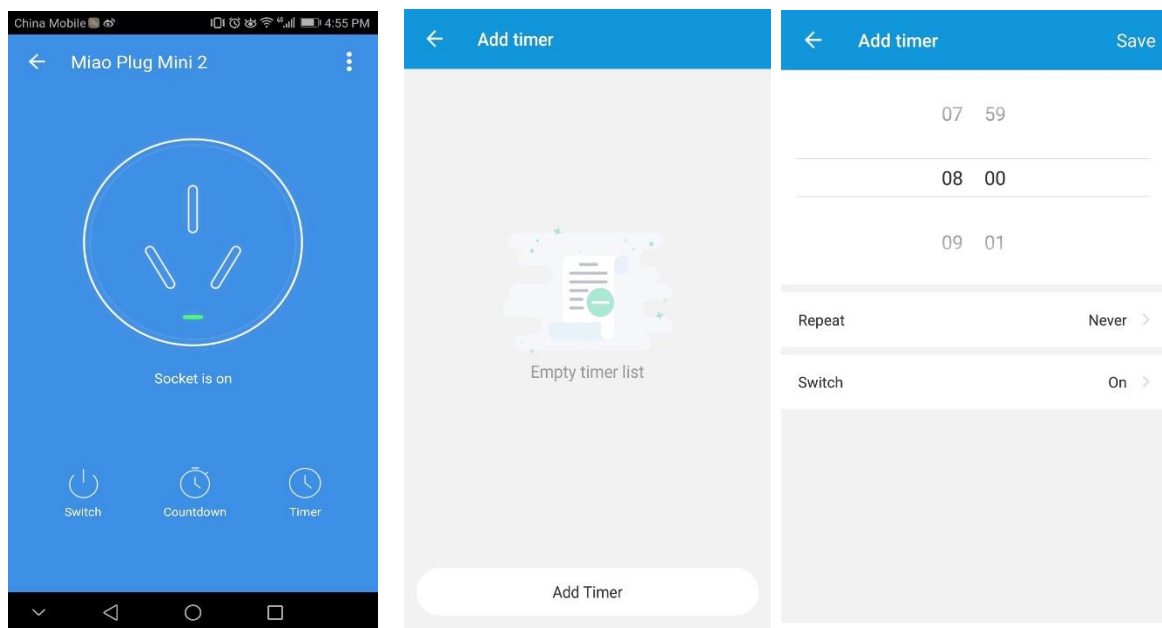 China Mobile 4:55 PM
Miao Plug Mini 2
Socket is on
Switch Countdown Timer
Add timer
Empty timer list
Add Timer
Add timer Save
07 59
08 00
09 01
Repeat Never
Switch On